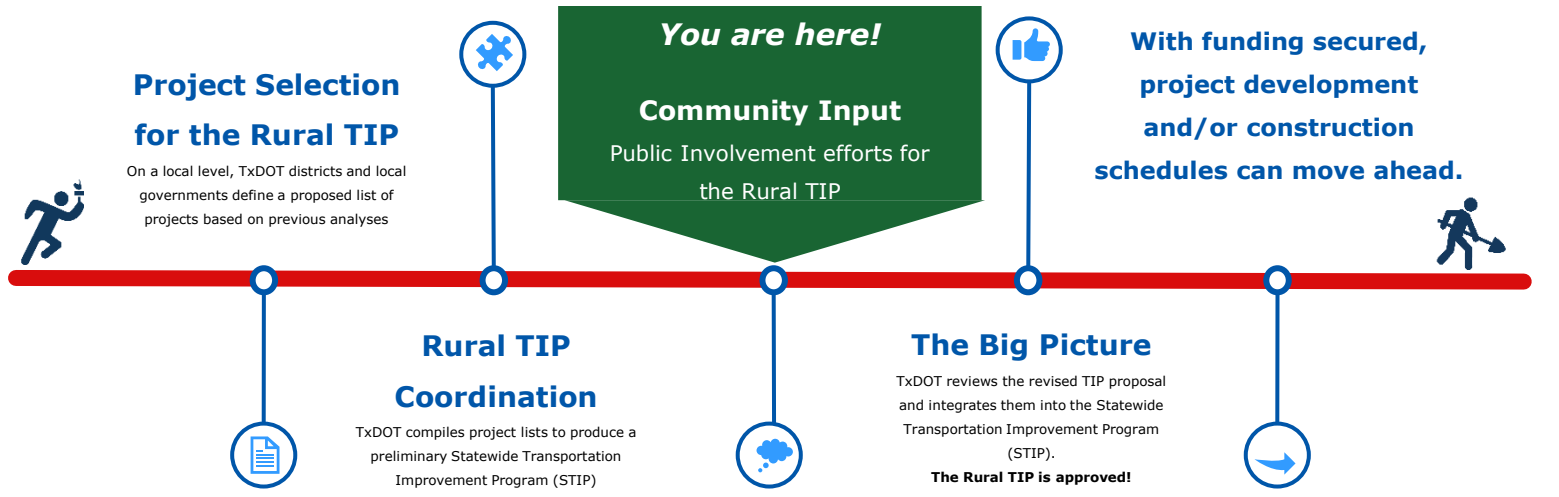 Project Selection
for the Rural TIP
On a local level, TxDOT districts and local
governments define a proposed list of
projects based on previous analyses
Rural TIP
Coordination
TxDOT compiles project lists to produce a
preliminary Statewide Transportation
Improvement Program (STIP)
You are here!
Community Input
Public Involvement efforts for
the Rural TIP
The Big Picture
TxDOT reviews the revised TIP proposal
and integrates them into the Statewide
Transportation Improvement Program
(STIP).
The Rural TIP is approved!
With funding secured,
project development
and/or construction
schedules can move ahead.